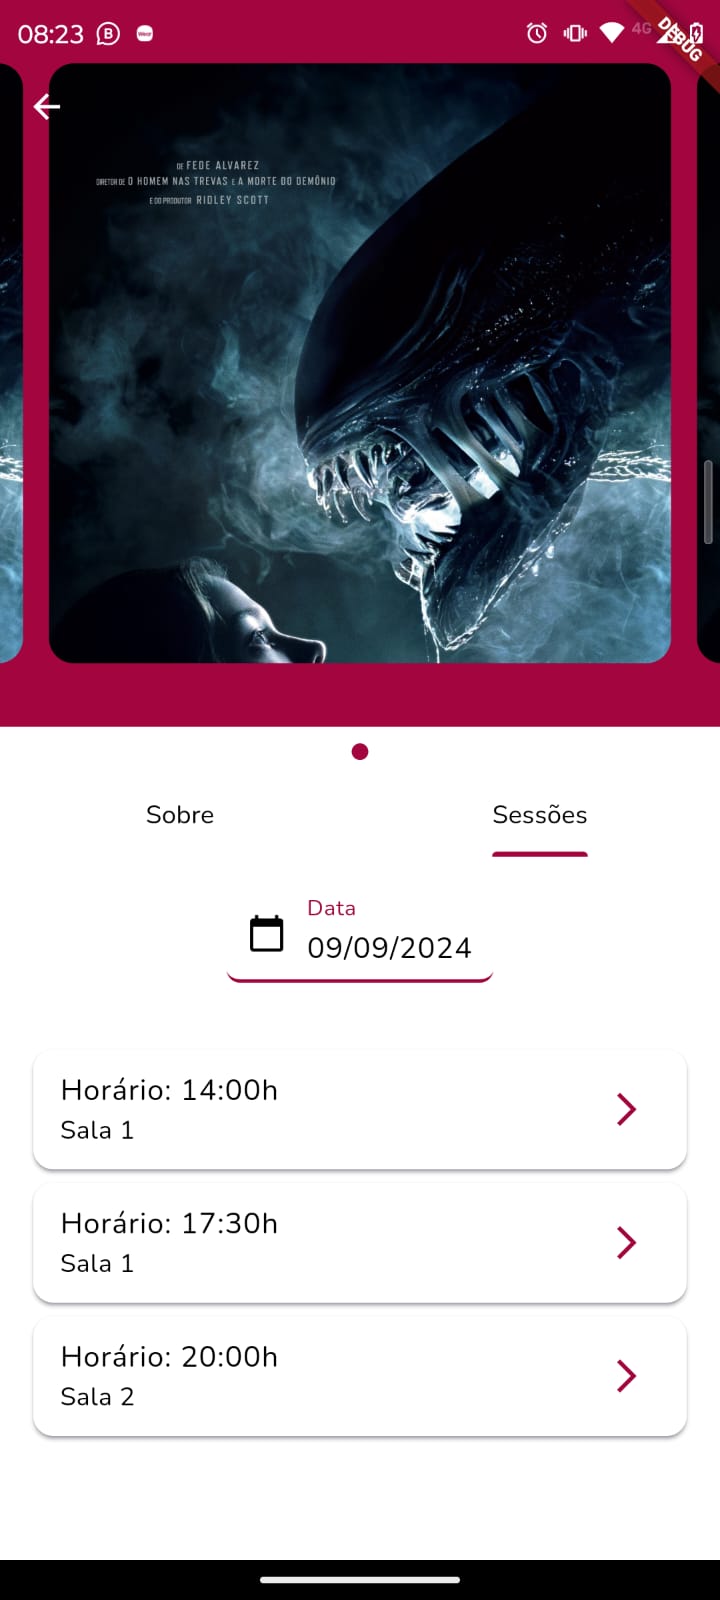 08:23
4G
DEBUG
DE FEDE ALVAREZ
DIRETOR DE O HOMEM NAS TREVAS E A MORTE DO DEMÔNIO
E DO PRODUTOR RIDLEY SCOTT
Sobre
Sessões
Data
09/09/2024
Horário: 14:00h
Sala 1
Horário: 17:30h
Sala 1
Horário: 20:00h
Sala 2